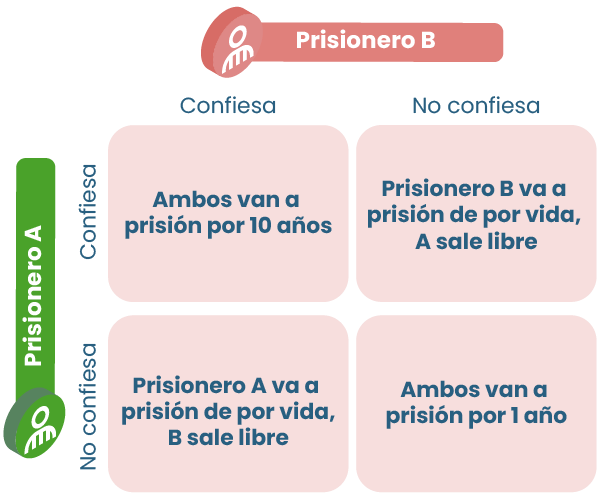 Prisionero B
Confiesa
No confiesa
Prisionero A
Confiesa
Ambos van a
prisión por 10 años
Prisionero B va a
prisión de por vida,
A sale libre
No confiesa
Prisionero A va a
prisión de por vida,
B sale libre
Ambos van a
prisión por 1 año